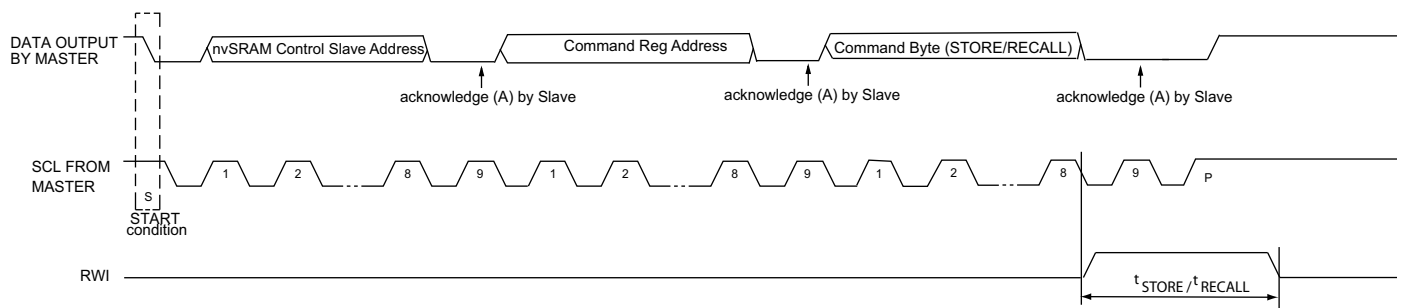 DATA OUTPUT
BY MASTER
nvSRAM Control Slave Address
Command Reg Address
Command Byte (STORE/RECALL)
acknowledge (A) by Slave
acknowledge (A) by Slave
acknowledge (A) by Slave
SCL FROM
MASTER
1 2 8 9 1 2 8 9 1 2 8 9
S
P
START
condition
RWI
t STORE / t RECALL